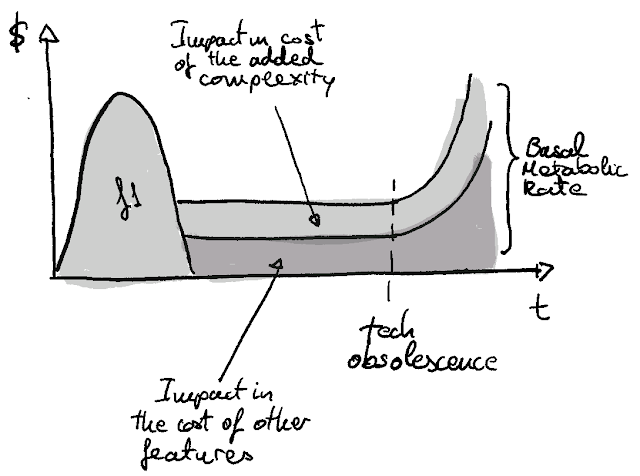 $
Impact in cost
of the added
complexity
f1
Basal
Metabolic
Rate
t
tech
obsolescence
Impact in
the cost of other
features